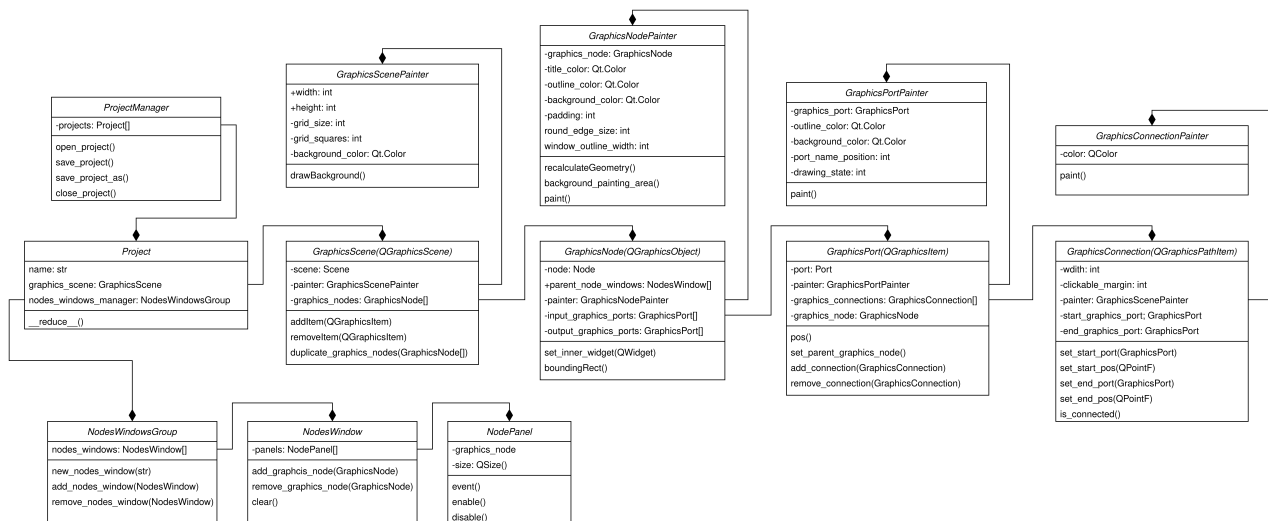 GraphicsNodePainter
-graphics_node: GraphicsNode
-title_color: Qt.Color
-outline_color: Qt.Color
-background_color: Qt.Color
-padding: int
round_edge_size: int
window_outline_width: int
recalculateGeometry()
background_painting_area()
paint()
GraphicsScenePainter
+width: int
+height: int
-grid_size: int
-grid_squares: int
-background_color: Qt.Color
drawBackground()
GraphicsPortPainter
-graphics_port: GraphicsPort
-outline_color: Qt.Color
-background_color: Qt.Color
-port_name_position: int
-drawing_state: int
paint()
ProjectManager
-projects: Project[]
open_project()
save_project()
save_project_as()
close_project()
GraphicsConnectionPainter
-color: QColor
paint()
Project
name: str
graphics_scene: GraphicsScene
nodes_windows_manager: NodesWindowsGroup
__reduce__()
GraphicsScene(QGraphicsScene)
-scene: Scene
-painter: GraphicsScenePainter
-graphics_nodes: GraphicsNode[]
addItem(QGraphicsItem)
removeItem(QGraphicsItem)
duplicate_graphics_nodes(GraphicsNode[])
GraphicsNode(QGraphicsObject)
-node: Node
+parent_node_windows: NodesWindow[]
-painter: GraphicsNodePainter
-input_graphics_ports: GraphicsPort[]
-output_graphics_ports: GraphicsPort[]
set_inner_widget(QWidget)
boundingRect()
GraphicsPort(QGraphicsItem)
-port: Port
-painter: GraphicsPortPainter
-graphics_connections: GraphicsConnection[]
-graphics_node: GraphicsNode
pos()
set_parent_graphics_node()
add_connection(GraphicsConnection)
remove_connection(GraphicsConnection)
GraphicsConnection(QGraphicsPathItem)
-wdith: int
-clickable_margin: int
-painter: GraphicsScenePainter
-start_graphics_port; GraphicsPort
-end_graphics_port: GraphicsPort
set_start_port(GraphicsPort)
set_start_pos(QPointF)
set_end_port(GraphicsPort)
set_end_pos(QPointF)
is_connected()
NodesWindowsGroup
nodes_windows: NodesWindow[]
new_nodes_window(str)
add_nodes_window(NodesWindow)
remove_nodes_window(NodesWindow)
NodesWindow
-panels: NodePanel[]
add_graphcis_node(GraphicsNode)
remove_graphics_node(GraphicsNode)
clear()
NodePanel
-graphics_node
-size: QSize()
event()
enable()
disable()